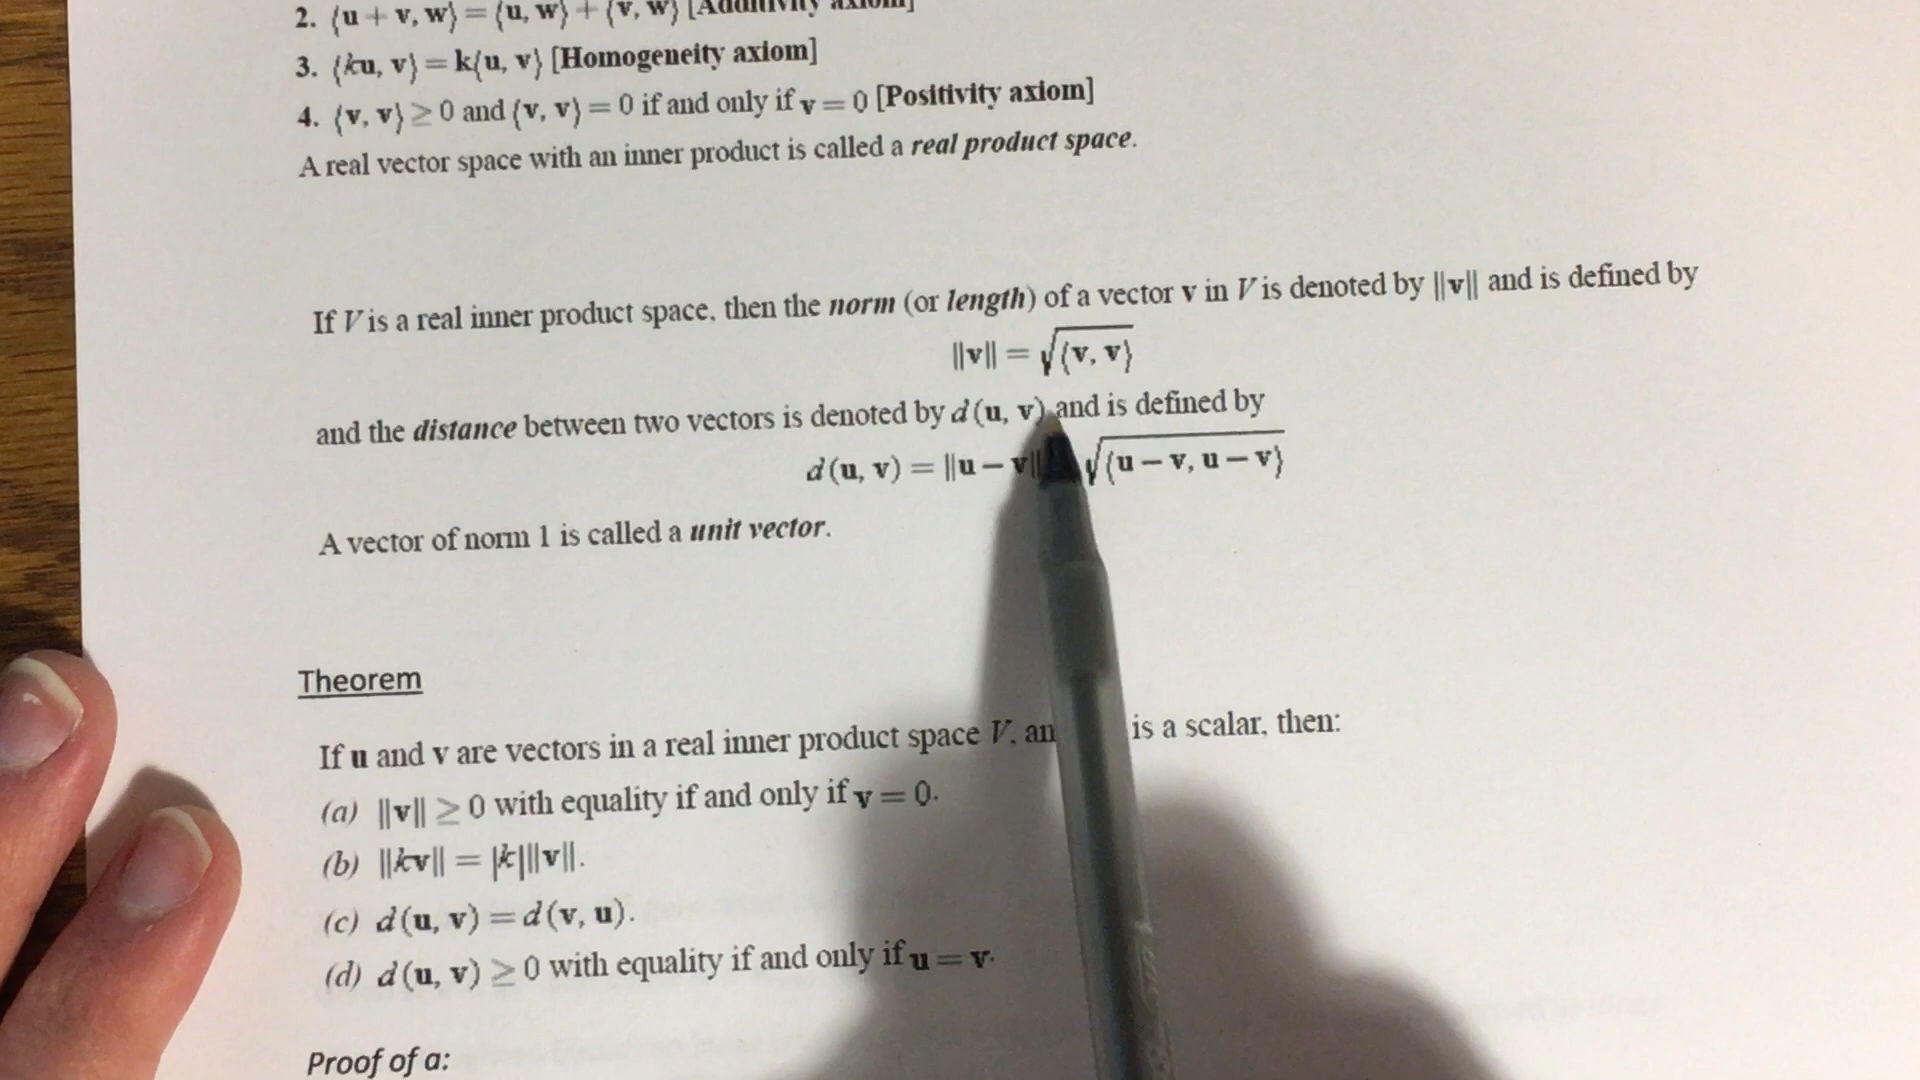 2. ⟨u + v, w⟩ = ⟨u, w⟩ + ⟨v, w⟩ [Additivity axiom]
3. ⟨ku, v⟩ = k⟨u, v⟩ [Homogeneity axiom]
4. ⟨v, v⟩ ≥ 0 and ⟨v, v⟩ = 0 if and only if v = 0 [Positivity axiom]
A real vector space with an inner product is called a real product space.
If V is a real inner product space, then the norm (or length) of a vector v in V is denoted by ||v|| and is defined by
||v|| = √⟨v, v⟩
and the distance between two vectors is denoted by d(u, v) and is defined by
d(u, v) = ||u − v|| √⟨u − v, u − v⟩
A vector of norm 1 is called a unit vector.
Theorem
If u and v are vectors in a real inner product space V, an is a scalar, then:
(a) ||v|| ≥ 0 with equality if and only if v = 0.
(b) ||kv|| = |k|||v||.
(c) d(u, v) = d(v, u).
(d) d(u, v) ≥ 0 with equality if and only if u = v.
Proof of a: